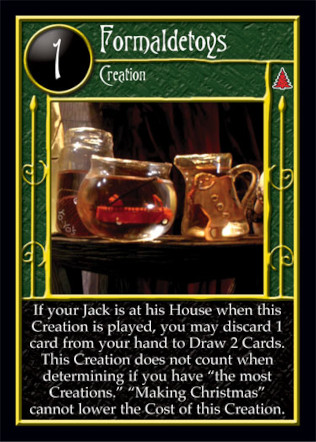 1
Formaldetoys
Creation
If your Jack is at his House when this
Creation is played, you may discard 1
card from your hand to Draw 2 Cards.
This Creation does not count when
determining if you have “the most
Creations.” “Making Christmas”
cannot lower the Cost of this Creation.